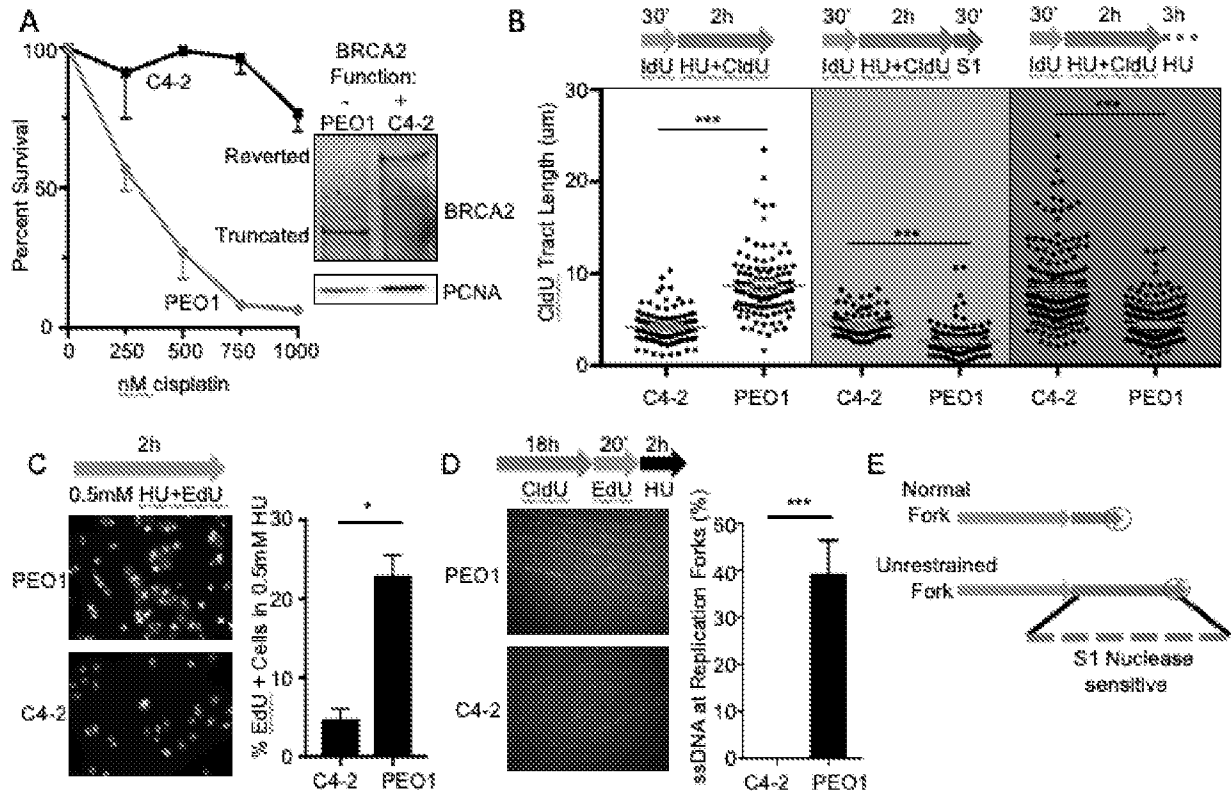 A
100
50
0
Percent Survival
0 250 500 750 1000
nM cisplatin
C4-2
PEO1
BRCA2
Function:
- +
PEO1 C4-2
Reverted
Truncated
BRCA2
PCNA
B
30' 2h
IdU HU+CldU
30' 2h 30'
IdU HU+CldU S1
30' 2h 3h
IdU HU+CldU HU
CldU Tract Length (um)
30
20
10
0
***
***
***
C4-2 PEO1 C4-2 PEO1 C4-2 PEO1
C
2h
0.5mM HU+EdU
PEO1
C4-2
% EdU + Cells in 0.5mM HU
30
20
10
0
*
C4-2 PEO1
D
18h 20' 2h
CldU EdU HU
PEO1
C4-2
ssDNA at Replication Forks (%)
50
40
30
20
10
0
***
C4-2 PEO1
E
Normal
Fork
Unrestrained
Fork
S1 Nuclease
sensitive